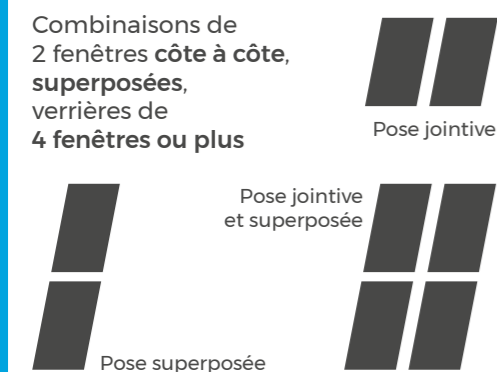 Combinaisons de
2 fenêtres côte à côte,
superposées,
verrières de
4 fenêtres ou plus
Pose jointive
Pose jointive
et superposée
Pose superposée